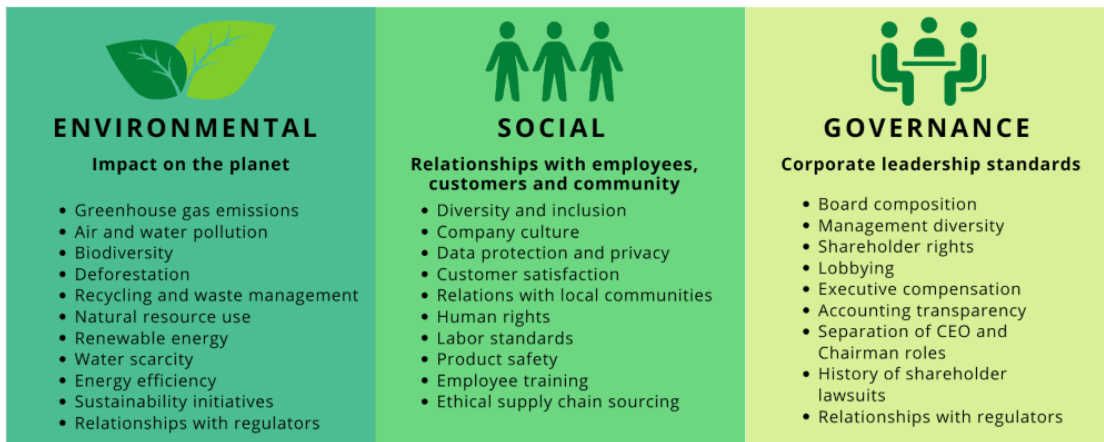 ENVIRONMENTAL
Impact on the planet
• Greenhouse gas emissions
• Air and water pollution
• Biodiversity
• Deforestation
• Recycling and waste management
• Natural resource use
• Renewable energy
• Water scarcity
• Energy efficiency
• Sustainability initiatives
• Relationships with regulators
SOCIAL
Relationships with employees,
customers and community
• Diversity and inclusion
• Company culture
• Data protection and privacy
• Customer satisfaction
• Relations with local communities
• Human rights
• Labor standards
• Product safety
• Employee training
• Ethical supply chain sourcing
GOVERNANCE
Corporate leadership standards
• Board composition
• Management diversity
• Shareholder rights
• Lobbying
• Executive compensation
• Accounting transparency
• Separation of CEO and
Chairman roles
• History of shareholder
lawsuits
• Relationships with regulators